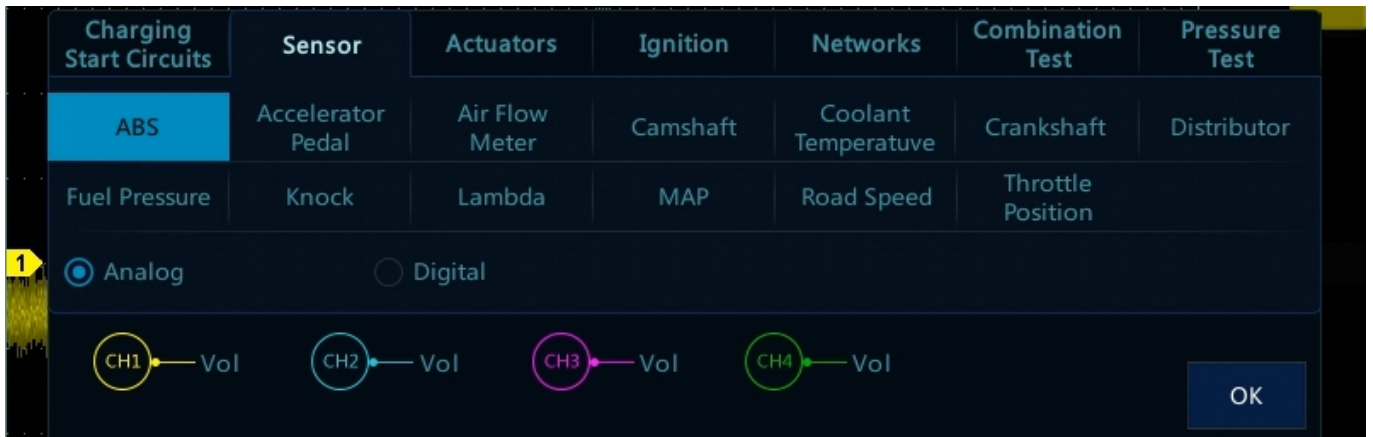 Charging
Start Circuits
Sensor
Actuators
Ignition
Networks
Combination
Test
Pressure
Test
ABS
Accelerator
Pedal
Air Flow
Meter
Camshaft
Coolant
Temperatuve
Crankshaft
Distributor
Fuel Pressure
Knock
Lambda
MAP
Road Speed
Throttle
Position
1
Analog
Digital
CH1 Vol
CH2 Vol
CH3 Vol
CH4 Vol
OK